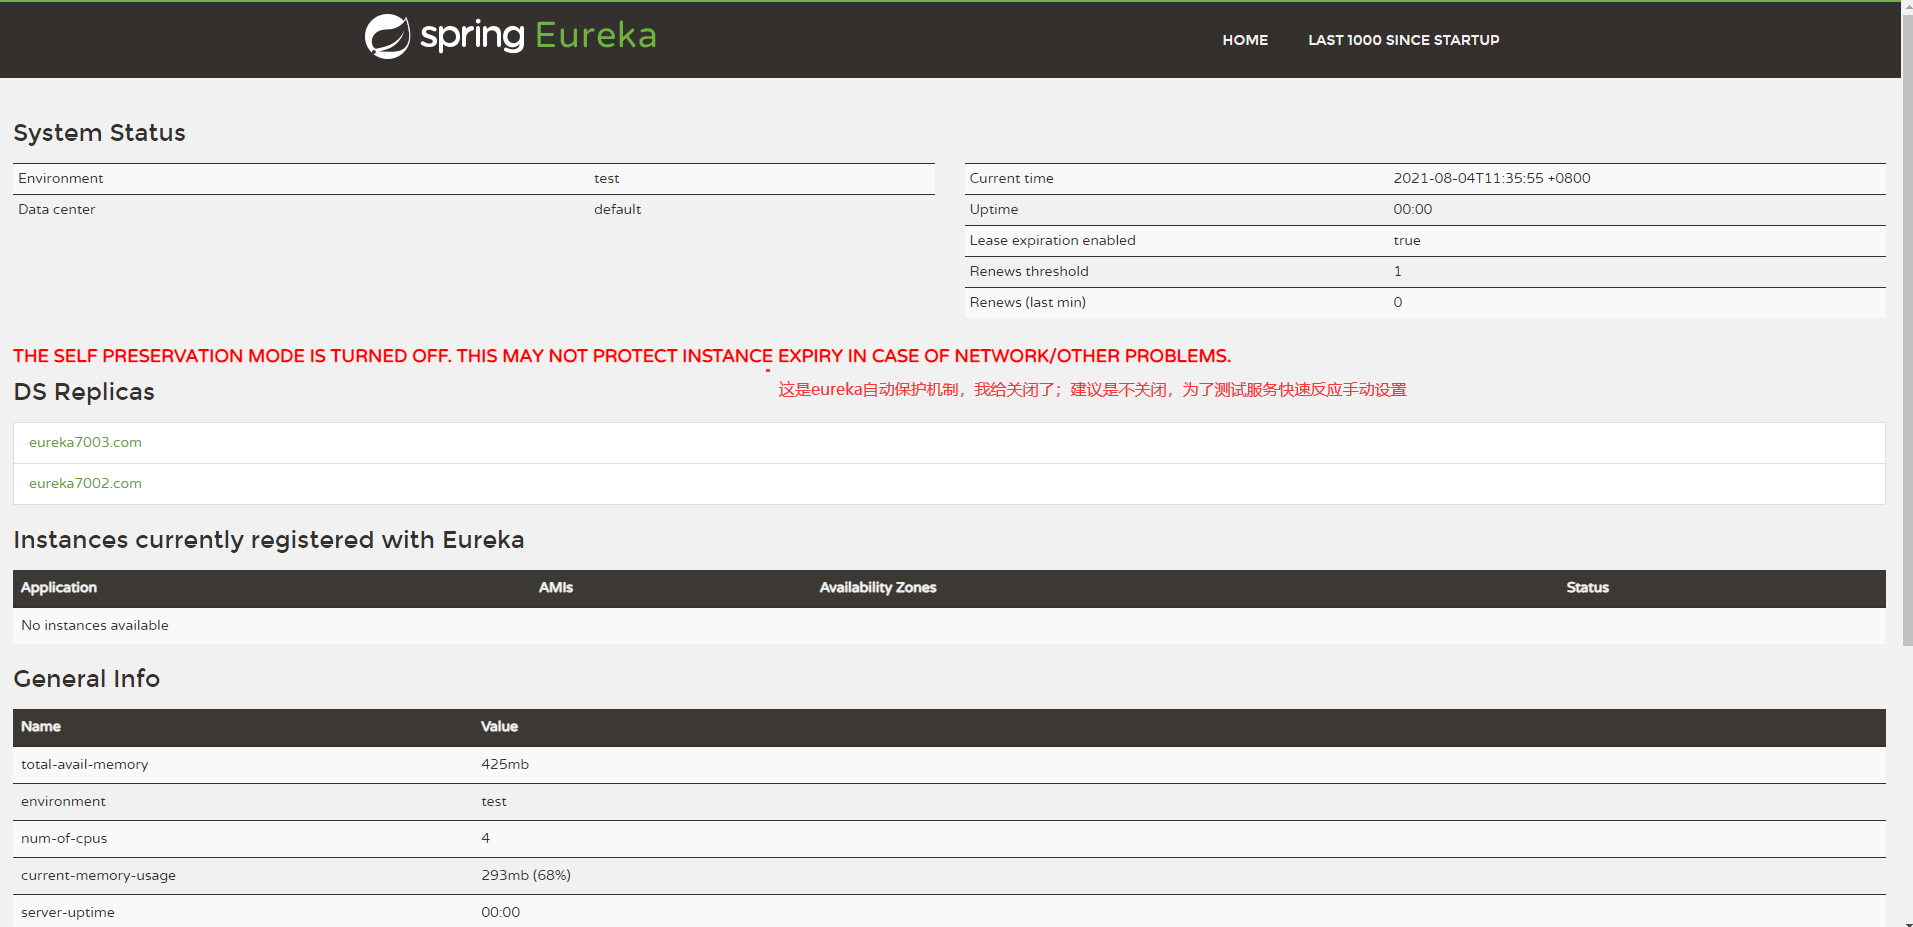 spring Eureka
HOME LAST 1000 SINCE STARTUP
System Status
Environment test
Data center default
Current time 2021-08-04T11:35:55 +0800
Uptime 00:00
Lease expiration enabled true
Renews threshold 1
Renews (last min) 0
THE SELF PRESERVATION MODE IS TURNED OFF. THIS MAY NOT PROTECT INSTANCE EXPIRY IN CASE OF NETWORK/OTHER PROBLEMS.
这是eureka自动保护机制，我给关闭了；建议是不关闭，为了测试服务快速反应手动设置
DS Replicas
eureka7003.com
eureka7002.com
Instances currently registered with Eureka
Application AMIs Availability Zones Status
No instances available
General Info
Name Value
total-avail-memory 425mb
environment test
num-of-cpus 4
current-memory-usage 293mb (68%)
server-uptime 00:00